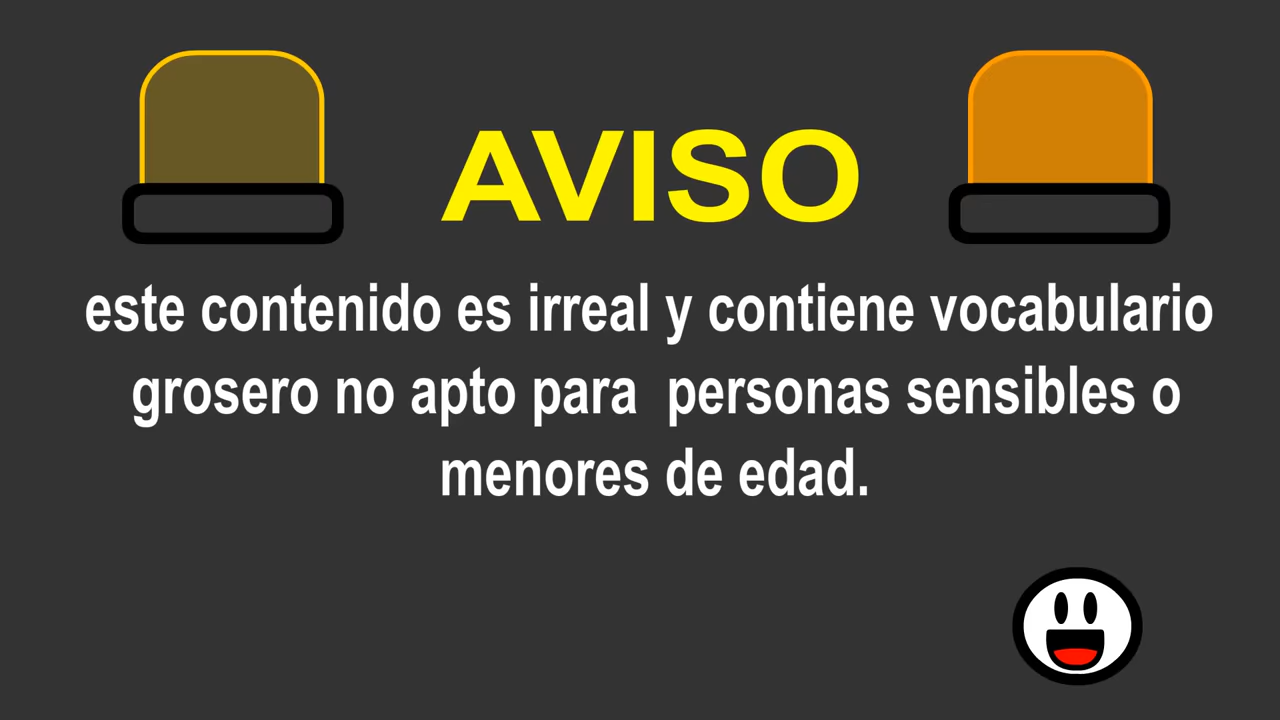 AVISO
este contenido es irreal y contiene vocabulario
grosero no apto para  personas sensibles o
menores de edad.